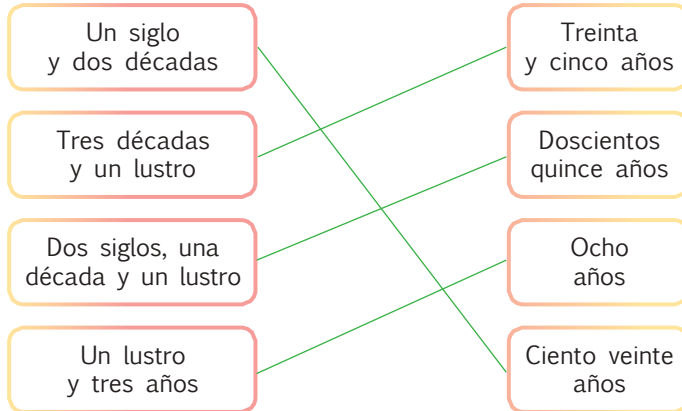 Un siglo
y dos décadas
Treinta
y cinco años
Tres décadas
y un lustro
Doscientos
quince años
Dos siglos, una
década y un lustro
Ocho
años
Un lustro
y tres años
Ciento veinte
años